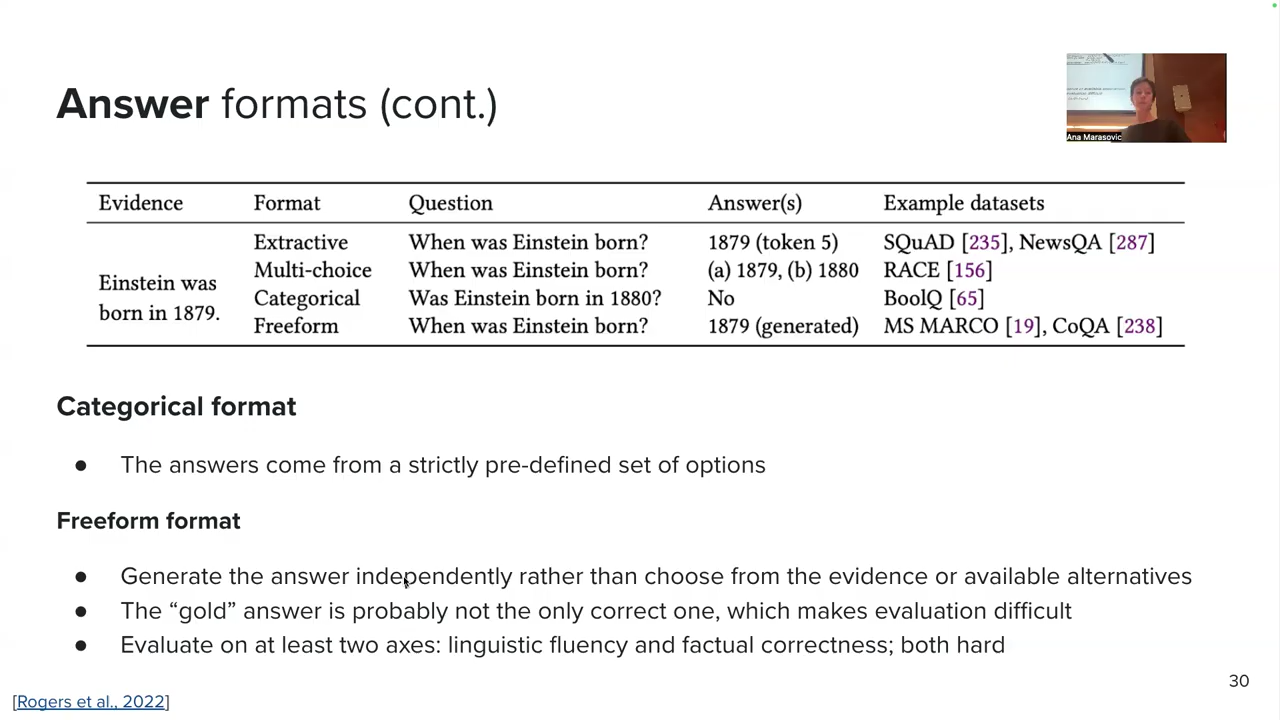 Answer formats (cont.)
Ana Marasovic
Evidence Format Question Answer(s) Example datasets
Extractive When was Einstein born? 1879 (token 5) SQuAD [235], NewsQA [287]
Multi-choice When was Einstein born? (a) 1879, (b) 1880 RACE [156]
Einstein was
born in 1879.
Categorical Was Einstein born in 1880? No BoolQ [65]
Freeform When was Einstein born? 1879 (generated) MS MARCO [19], CoQA [238]
Categorical format
● The answers come from a strictly pre-defined set of options
Freeform format
● Generate the answer independently rather than choose from the evidence or available alternatives
● The “gold” answer is probably not the only correct one, which makes evaluation difficult
● Evaluate on at least two axes: linguistic fluency and factual correctness; both hard
30
[Rogers et al., 2022]